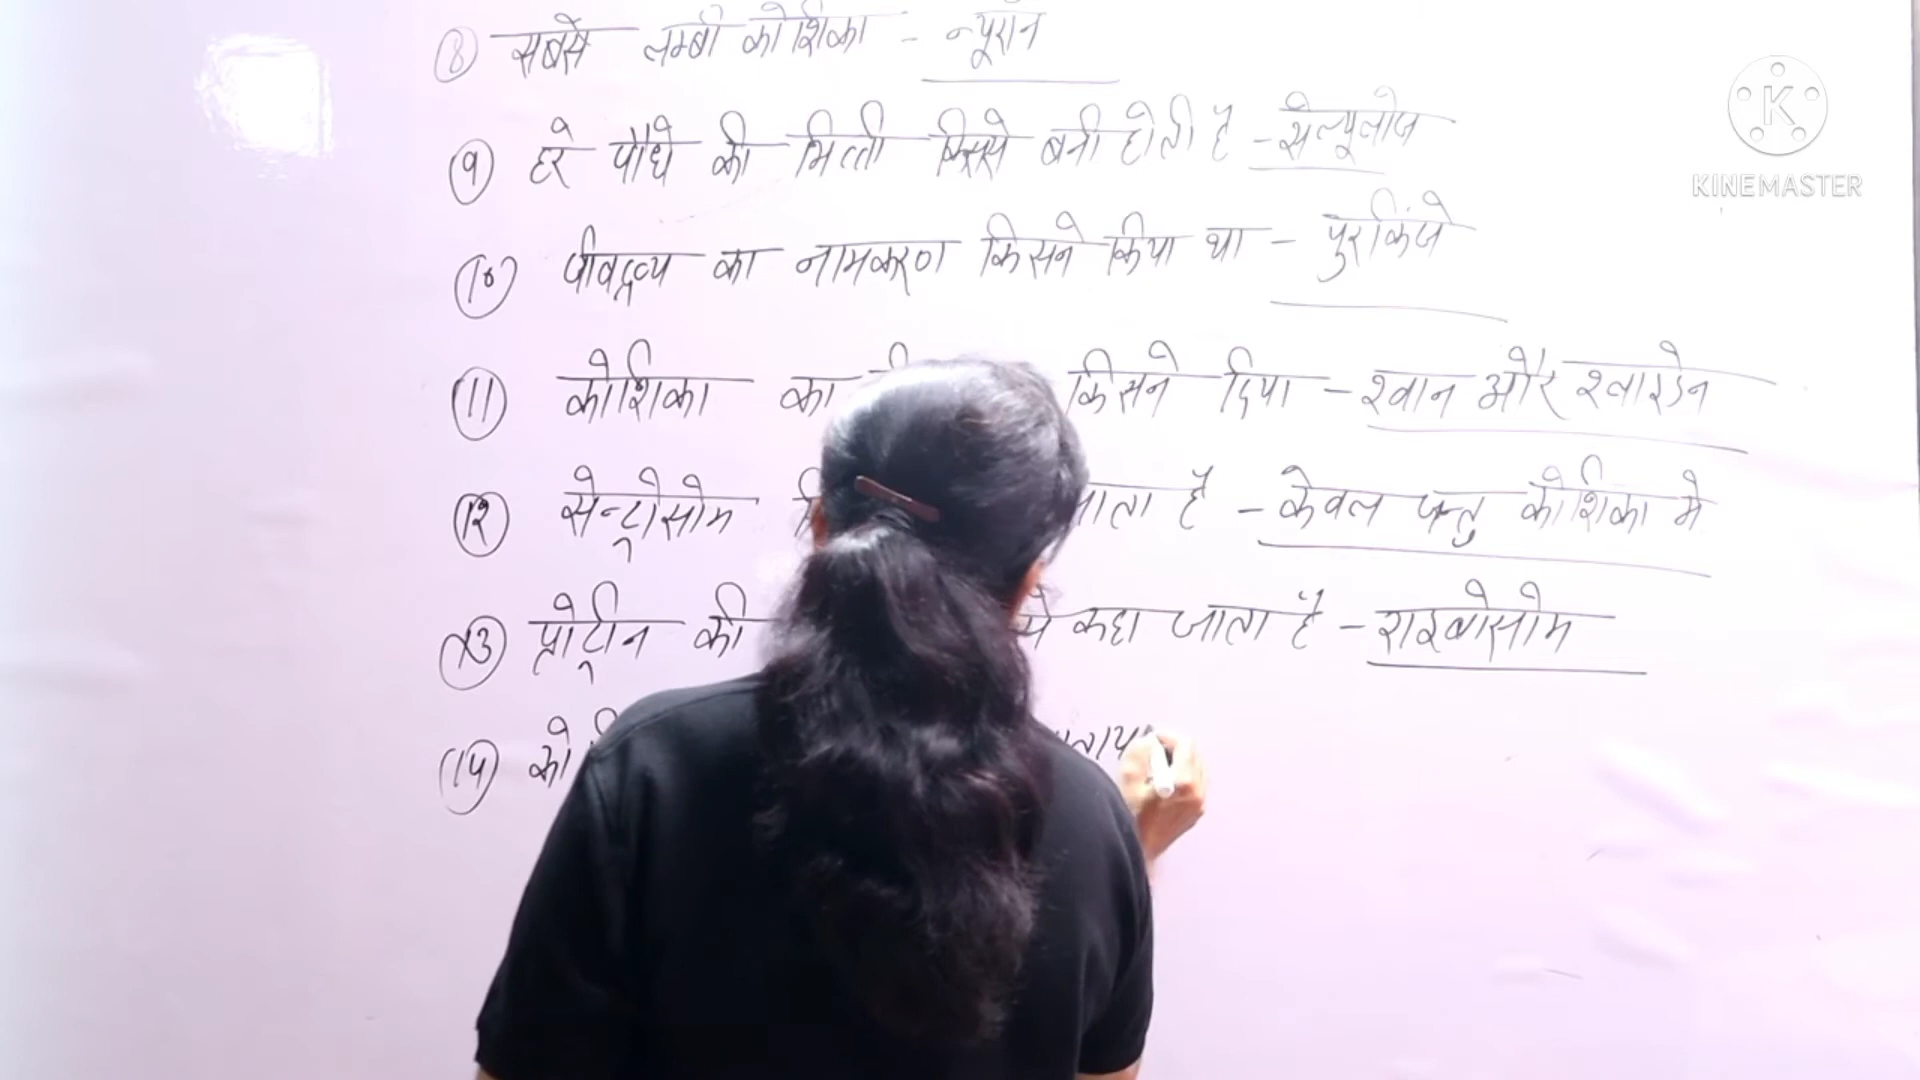 ⑧ सबसे लम्बी कोशिका - न्यूरॉन
⑨ हरे पौधे की भित्ती किससे बनी होती है - सेल्यूलोज
⑩ जीवद्रव्य का नामकरण किसने किया था - पुरकिंजे
⑪ कोशिका का किसने दिया - श्वान और श्लाइडेन
⑫ सेन्ट्रोसोम है - केवल जन्तु कोशिका मे
⑬ प्रोटीन की कहा जाता है - राइबोसोम
⑭
KINEMASTER